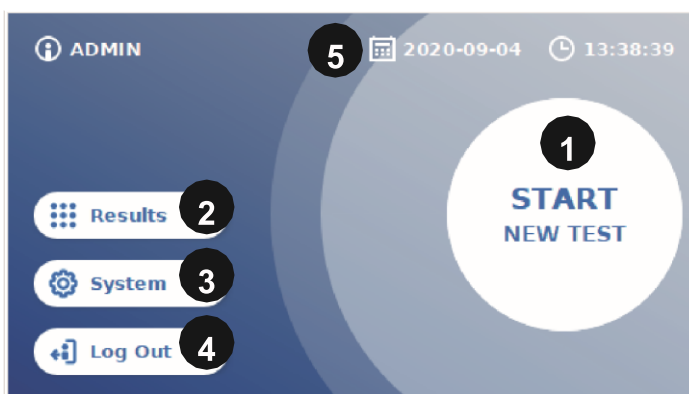 ADMIN 5 2020-09-04 13:38:39
1
START
NEW TEST
Results 2
System 3
Log Out 4